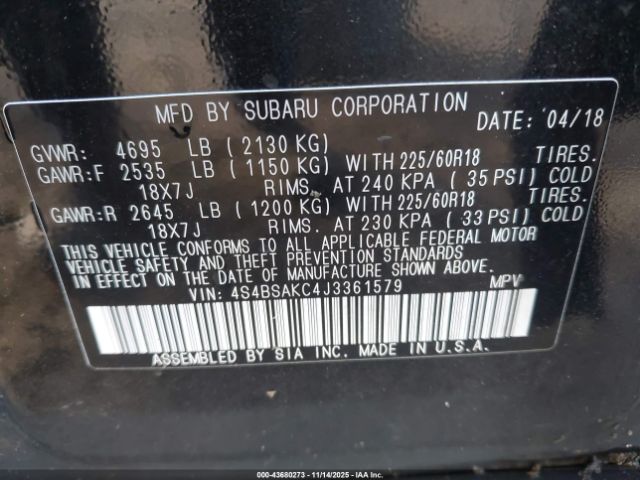 MFD BY SUBARU CORPORATION
DATE: '04/18
GVWR: 4695 LB ( 2130 KG)
GAWR:F 2535 LB ( 1150 KG) WITH 225/60R18 TIRES.
18X7J RIMS. AT 240 KPA ( 35 PSI) COLD
GAWR:R 2645 LB ( 1200 KG) WITH 225/60R18 TIRES.
18X7J RIMS. AT 230 KPA ( 33 PSI) COLD
THIS VEHICLE CONFORMS TO ALL APPLICABLE FEDERAL MOTOR
VEHICLE SAFETY AND THEFT PREVENTION STANDARDS
IN EFFECT ON THE DATE OF MANUFACTURE SHOWN ABOVE.
VIN: 4S4BSAKC4J3361579 MPV
ASSEMBLED BY SIA INC. MADE IN U.S.A.
000-43680273 - 11/14/2025 - IAA Inc.